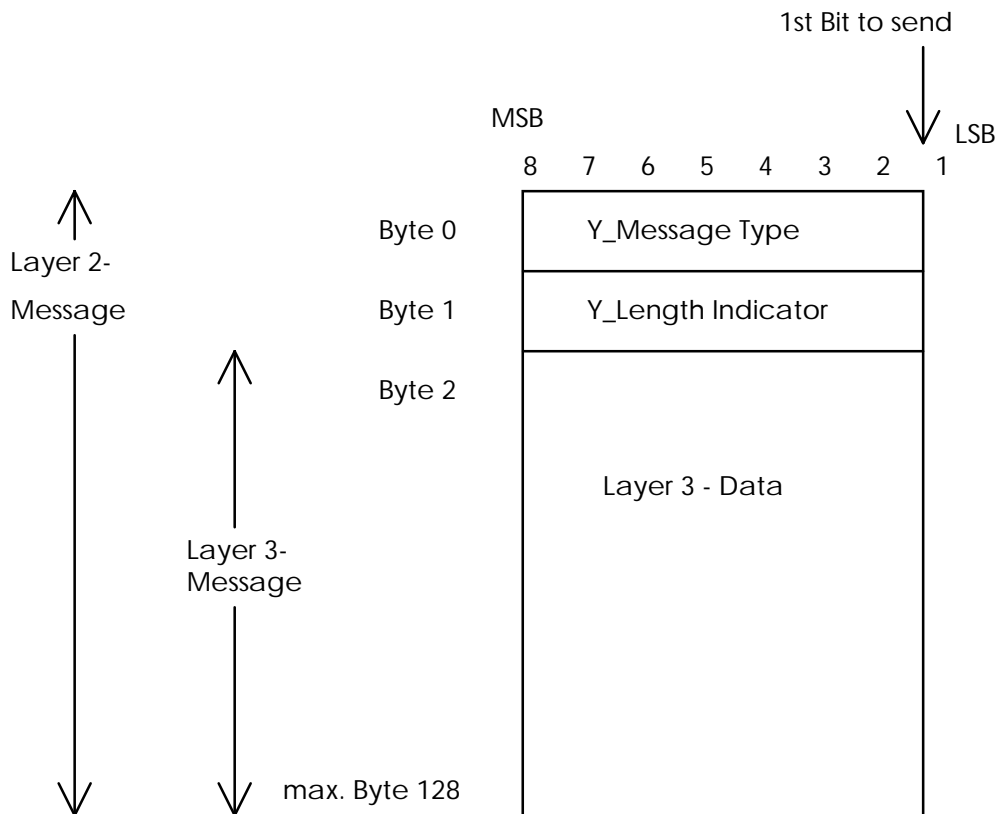 1st Bit to send
MSB
LSB
8 7 6 5 4 3 2 1
Byte 0 Y_Message Type
Layer 2-
Message
Byte 1 Y_Length Indicator
Byte 2
Layer 3 - Data
Layer 3-
Message
max. Byte 128